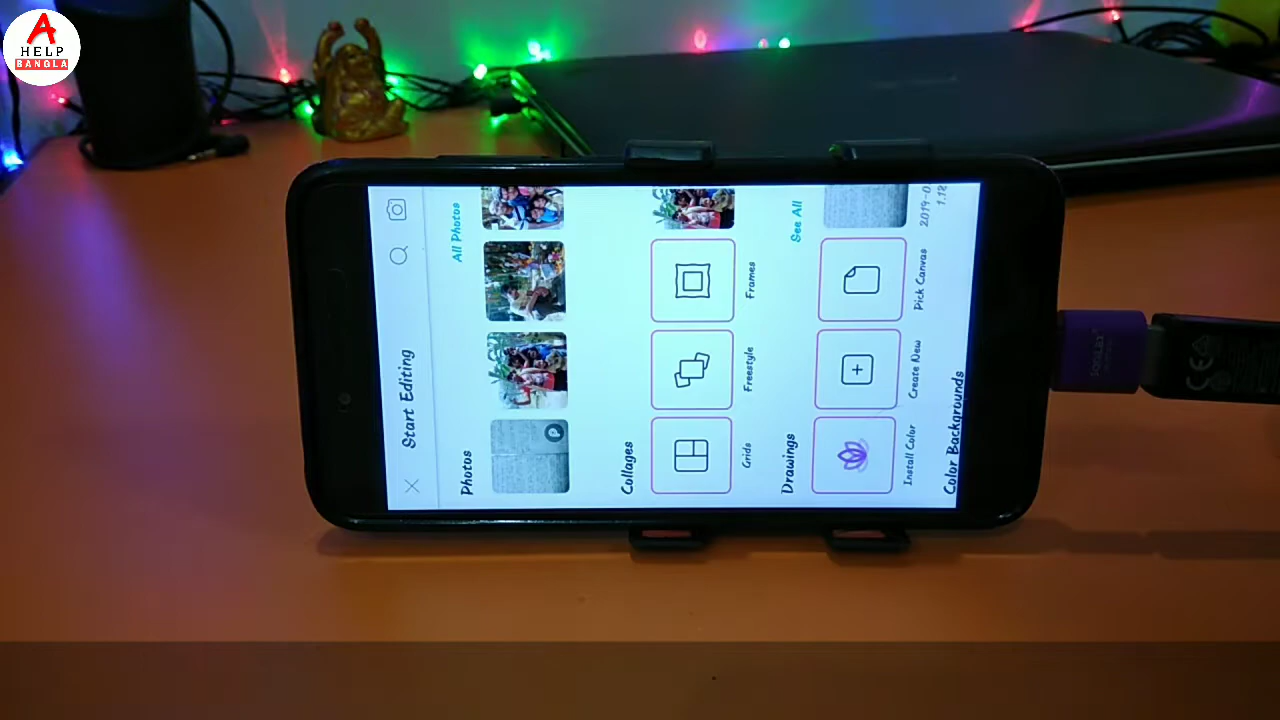 A
HELP
BANGLA
Start Editing
Photos
All Photos
Collages
Grids
Freestyle
Frames
Drawings
See All
Install Color
Create New
Pick Canvas
2019-0
1.18
Color Backgrounds